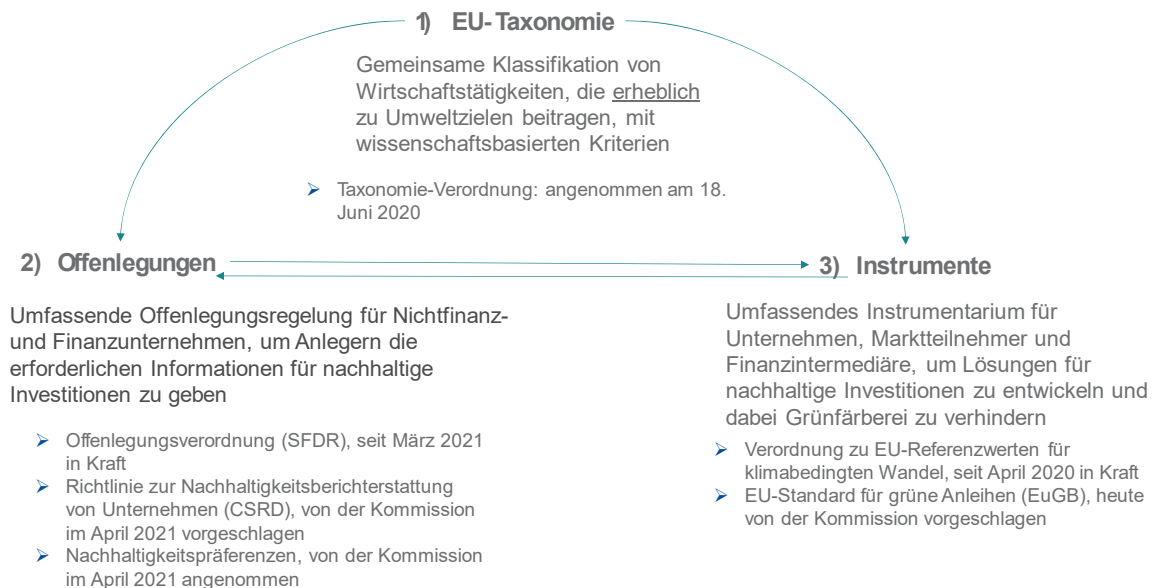 1) EU-Taxonomie
Gemeinsame Klassifikation von
Wirtschaftstätigkeiten, die erheblich
zu Umweltzielen beitragen, mit
wissenschaftsbasierten Kriterien
➢ Taxonomie-Verordnung: angenommen am 18.
Juni 2020
2) Offenlegungen
Umfassende Offenlegungsregelung für Nichtfinanz-
und Finanzunternehmen, um Anlegern die
erforderlichen Informationen für nachhaltige
Investitionen zu geben
➢ Offenlegungsverordnung (SFDR), seit März 2021
in Kraft
➢ Richtlinie zur Nachhaltigkeitsberichterstattung
von Unternehmen (CSRD), von der Kommission
im April 2021 vorgeschlagen
➢ Nachhaltigkeitspräferenzen, von der Kommission
im April 2021 angenommen
3) Instrumente
Umfassendes Instrumentarium für
Unternehmen, Marktteilnehmer und
Finanzintermediäre, um Lösungen für
nachhaltige Investitionen zu entwickeln und
dabei Grünfärberei zu verhindern
➢ Verordnung zu EU-Referenzwerten für
klimabedingten Wandel, seit April 2020 in Kraft
➢ EU-Standard für grüne Anleihen (EuGB), heute
von der Kommission vorgeschlagen